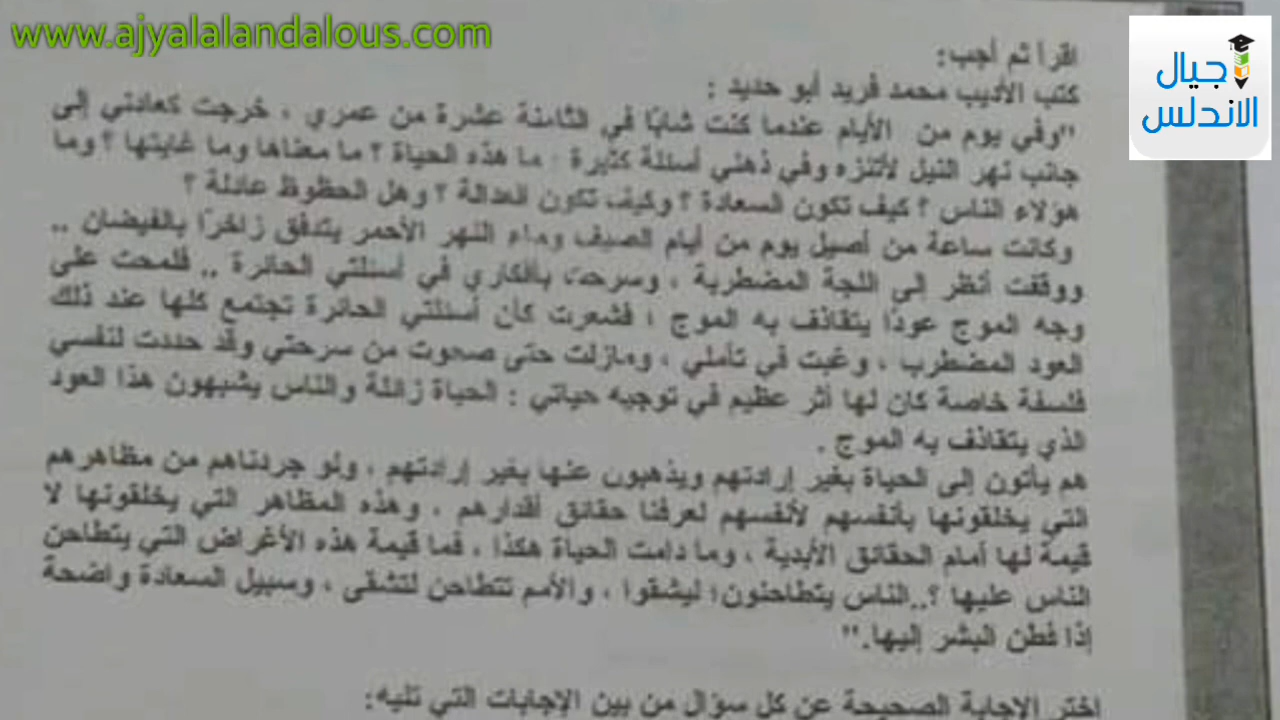 www.ajyalalandalous.com
أجيال
الاندلس
اقرأ ثم أجب:
كتب الأديب محمد فريد أبو حديد :
"وفي يوم من الأيام عندما كنت شابًا في الثامنة عشرة من عمري ، خرجت كعادتي إلى
جانب نهر النيل لأتنزه وفي ذهني أسئلة كثيرة : ما هذه الحياة ؟ ما معناها وما غايتها ؟ وما
هؤلاء الناس ؟ كيف تكون السعادة ؟ وكيف تكون العدالة ؟ وهل الحظوظ عادلة ؟
وكانت ساعة من أصيل يوم من أيام الصيف وماء النهر الأحمر يتدفق زاخرًا بالفيضان ..
ووقفت أنظر إلى اللجة المضطربة ، وسرحت بأفكاري في أسئلتي الحائرة .. فلمحت على
وجه الموج عودًا يتقاذف به الموج ؛ فشعرت كأن أسئلتي الحائرة تجتمع كلها عند ذلك
العود المضطرب ، وغبت في تأملي ، ومازلت حتى صحوت من سرحتي وقد حددت لنفسي
فلسفة خاصة كان لها أثر عظيم في توجيه حياتي : الحياة زائلة والناس يشبهون هذا العود
الذي يتقاذف به الموج .
هم يأتون إلى الحياة بغير إرادتهم ويذهبون عنها بغير إرادتهم ، ولو جردناهم من مظاهرهم
التي يخلقونها بأنفسهم لأنفسهم لعرفنا حقائق أقدارهم ، وهذه المظاهر التي يخلقونها لا
قيمة لها أمام الحقائق الأبدية ، وما دامت الحياة هكذا ، فما قيمة هذه الأغراض التي يتطاحن
الناس عليها ؟..الناس يتطاحنون؛ ليشقوا ، والأمم تتطاحن لتشقى ، وسبيل السعادة واضحة
إذا فطن البشر إليها."
اختر الإجابة الصحيحة عن كل سؤال من بين الإجابات التي تليه: